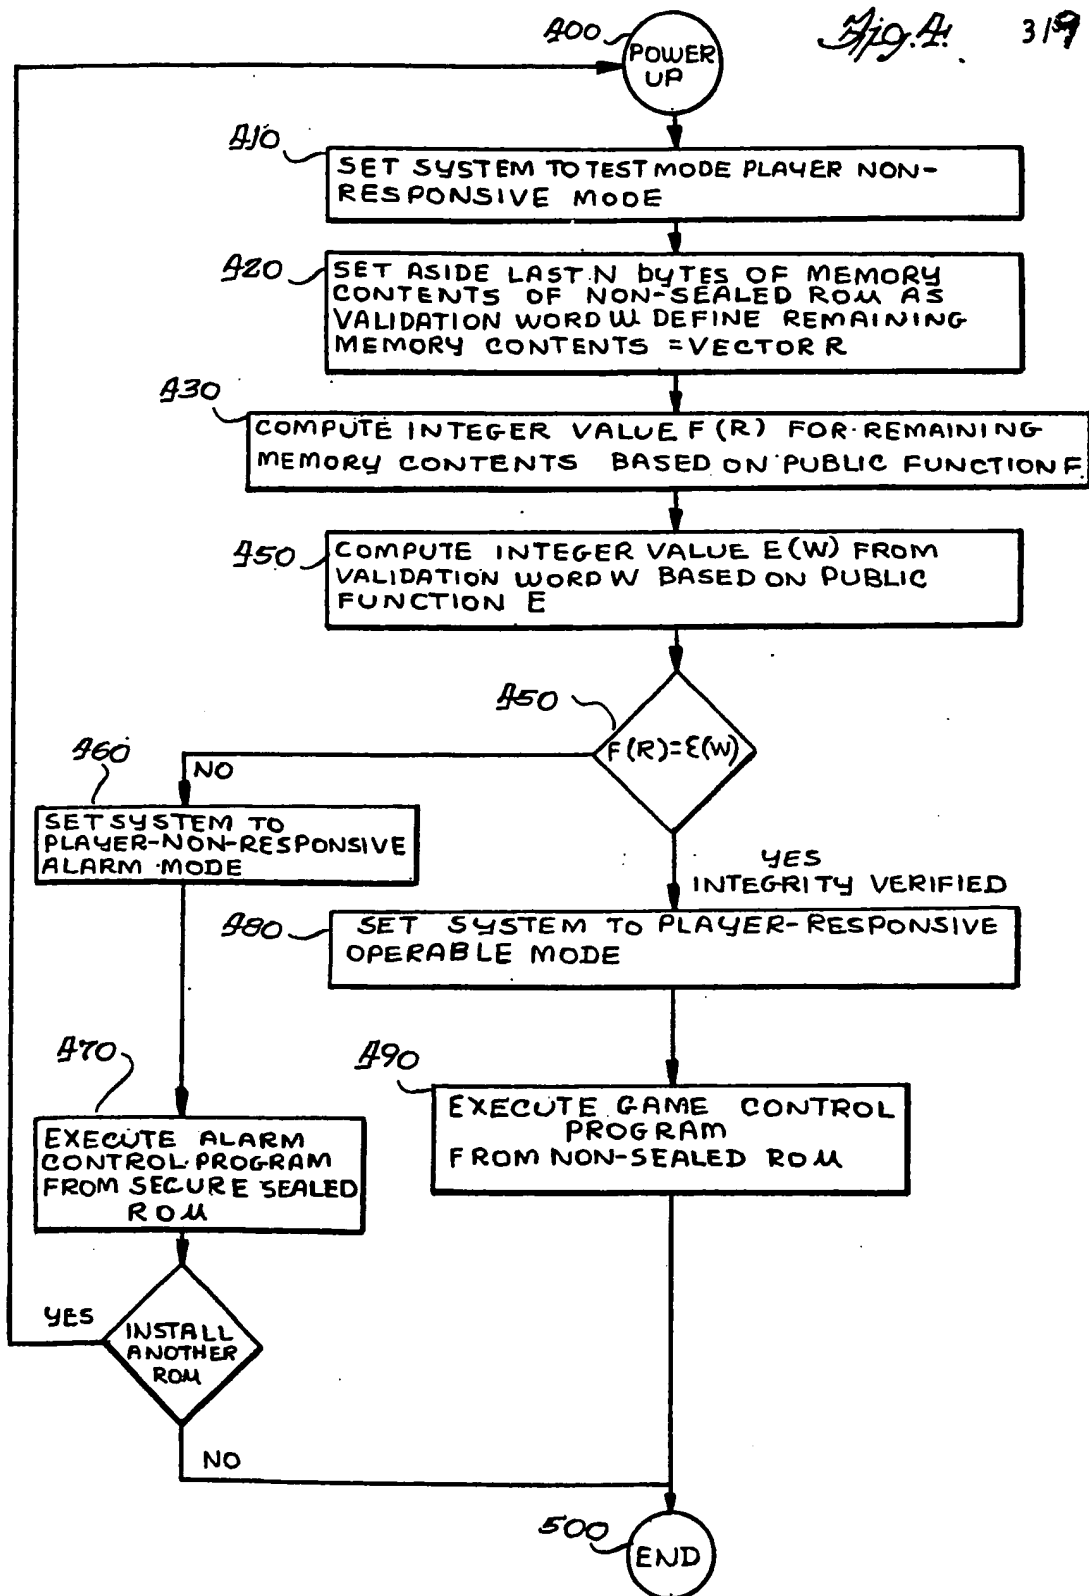 Fig. 4.
3/9
400
POWER
UP
410
SET SYSTEM TO TEST MODE PLAYER NON-
RESPONSIVE MODE
420
SET ASIDE LAST N BYTES OF MEMORY
CONTENTS OF NON-SEALED ROM AS
VALIDATION WORD W. DEFINE REMAINING
MEMORY CONTENTS = VECTOR R
430
COMPUTE INTEGER VALUE F(R) FOR REMAINING
MEMORY CONTENTS BASED ON PUBLIC FUNCTION F.
450
COMPUTE INTEGER VALUE E(W) FROM
VALIDATION WORD W BASED ON PUBLIC
FUNCTION E
450
F(R)=E(W)
460
NO
SET SYSTEM TO
PLAYER-NON-RESPONSIVE
ALARM MODE
YES
INTEGRITY VERIFIED
480
SET SYSTEM TO PLAYER-RESPONSIVE
OPERABLE MODE
470
EXECUTE ALARM
CONTROL PROGRAM
FROM SECURE SEALED
ROM
490
EXECUTE GAME CONTROL
PROGRAM
FROM NON-SEALED ROM
YES
INSTALL
ANOTHER
ROM
NO
500
END